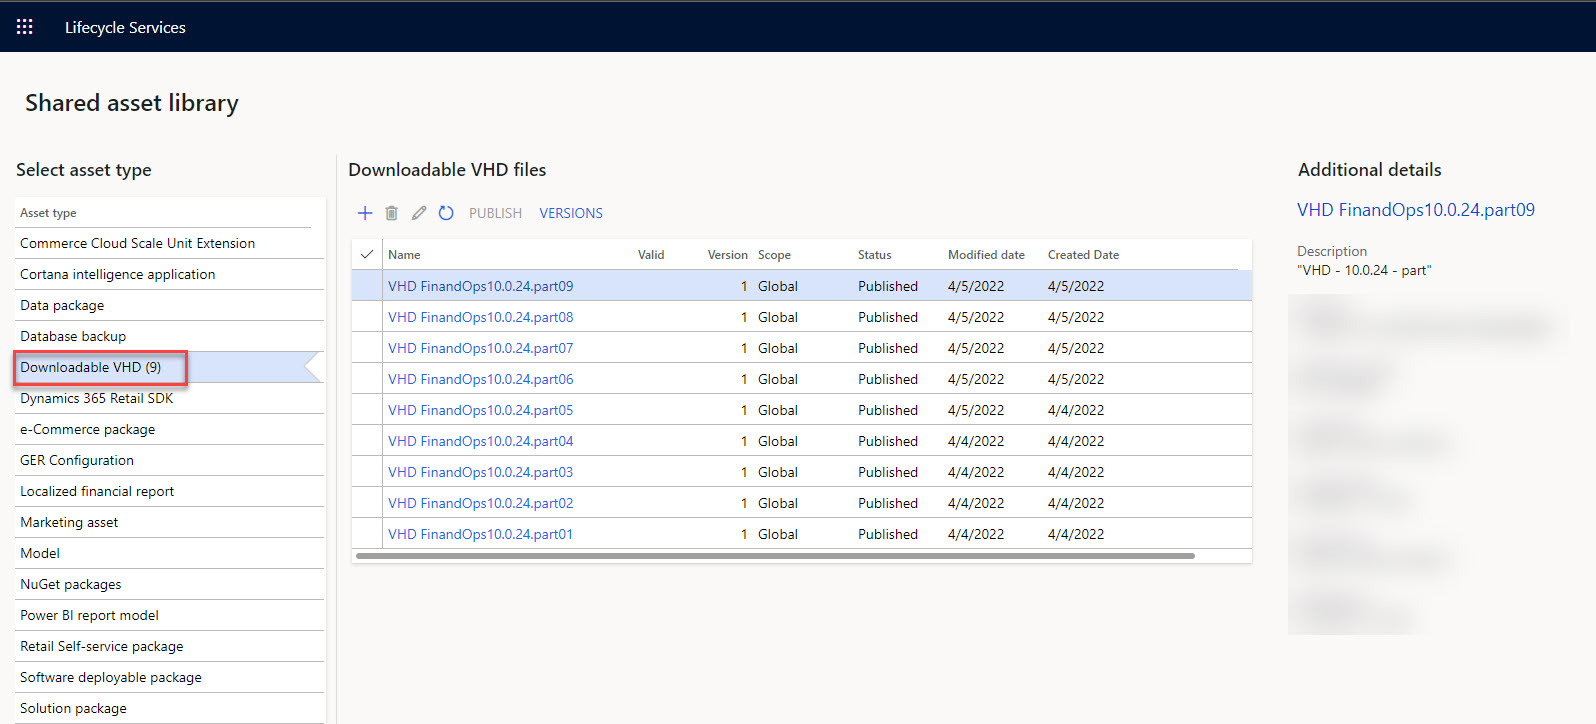 Lifecycle Services
Shared asset library
Select asset type
Asset type
Commerce Cloud Scale Unit Extension
Cortana intelligence application
Data package
Database backup
Downloadable VHD (9)
Dynamics 365 Retail SDK
e-Commerce package
GER Configuration
Localized financial report
Marketing asset
Model
NuGet packages
Power BI report model
Retail Self-service package
Software deployable package
Solution package
Downloadable VHD files
PUBLISH VERSIONS
Name Valid Version Scope Status Modified date Created Date
VHD FinandOps10.0.24.part09 1 Global Published 4/5/2022 4/5/2022
VHD FinandOps10.0.24.part08 1 Global Published 4/5/2022 4/5/2022
VHD FinandOps10.0.24.part07 1 Global Published 4/5/2022 4/5/2022
VHD FinandOps10.0.24.part06 1 Global Published 4/5/2022 4/5/2022
VHD FinandOps10.0.24.part05 1 Global Published 4/5/2022 4/4/2022
VHD FinandOps10.0.24.part04 1 Global Published 4/4/2022 4/4/2022
VHD FinandOps10.0.24.part03 1 Global Published 4/4/2022 4/4/2022
VHD FinandOps10.0.24.part02 1 Global Published 4/4/2022 4/4/2022
VHD FinandOps10.0.24.part01 1 Global Published 4/4/2022 4/4/2022
Additional details
VHD FinandOps10.0.24.part09
Description
"VHD - 10.0.24 - part"